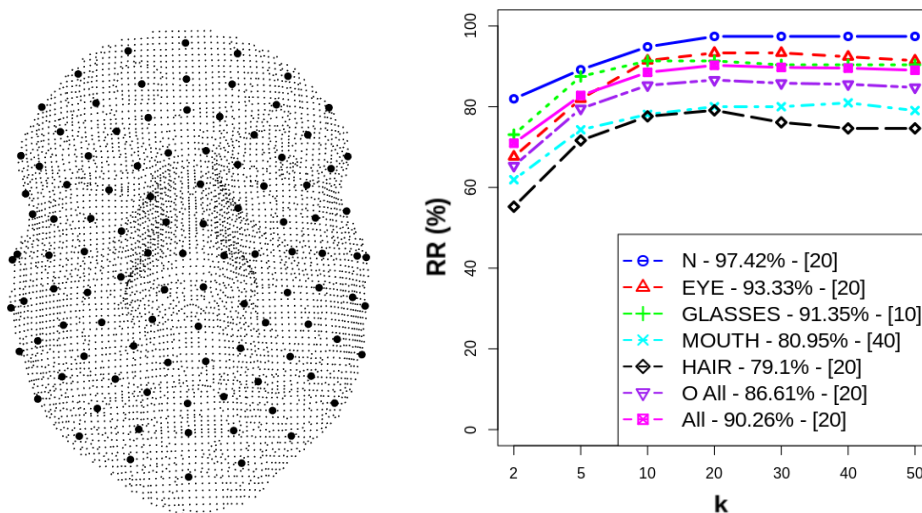 100
80
60
40
20
0
RR (%)
N - 97.42% - [20]
EYE - 93.33% - [20]
GLASSES - 91.35% - [10]
MOUTH - 80.95% - [40]
HAIR - 79.1% - [20]
O All - 86.61% - [20]
All - 90.26% - [20]
2 5 10 20 30 40 50
k